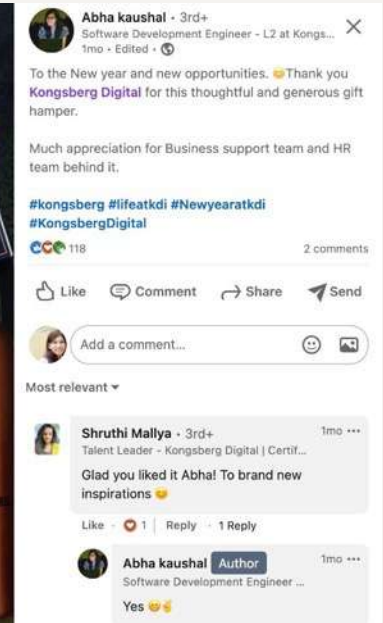 Abha kaushal • 3rd+
Software Development Engineer - L2 at Kongs...
1mo • Edited •
To the New year and new opportunities. 😊Thank you
Kongsberg Digital for this thoughtful and generous gift
hamper.
Much appreciation for Business support team and HR
team behind it.
#kongsberg #lifeatkdi #Newyearatkdi
#KongsbergDigital
118
2 comments
Like
Comment
Share
Send
Add a comment...
Most relevant
Shruthi Mallya • 3rd+
1mo •••
Talent Leader - Kongsberg Digital | Certif...
Glad you liked it Abha! To brand new
inspirations 😊
Like · 1 | Reply · 1 Reply
Abha kaushal Author
1mo •••
Software Development Engineer ...
Yes 😊✌️